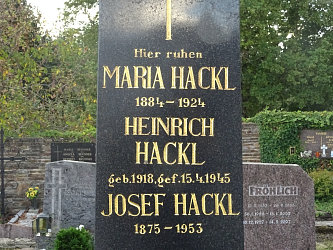 Hier ruhen
MARIA HACKL
1884-1924
HEINRICH
HACKL
geb.1918, gef.15.4.1945
JOSEF HACKL
1875-1953
FRÖHLICH